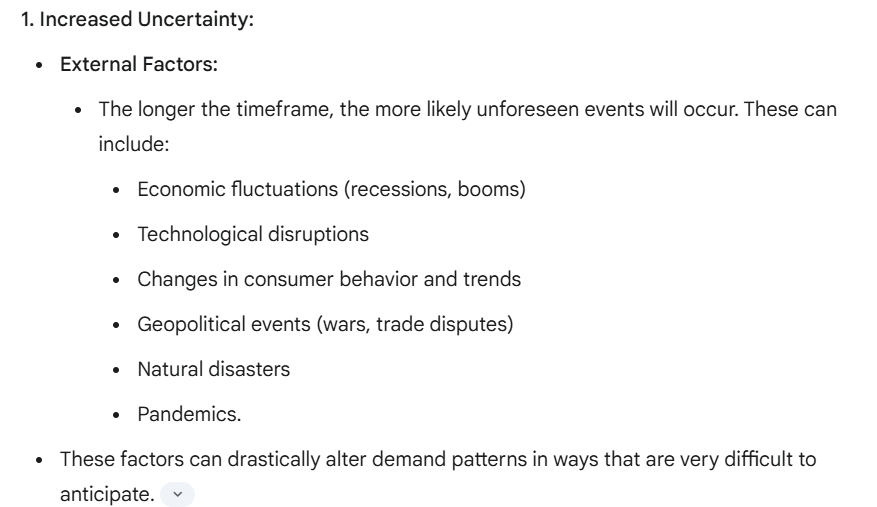 1. Increased Uncertainty:
• External Factors:
• The longer the timeframe, the more likely unforeseen events will occur. These can
include:
• Economic fluctuations (recessions, booms)
• Technological disruptions
• Changes in consumer behavior and trends
• Geopolitical events (wars, trade disputes)
• Natural disasters
• Pandemics.
• These factors can drastically alter demand patterns in ways that are very difficult to
anticipate.